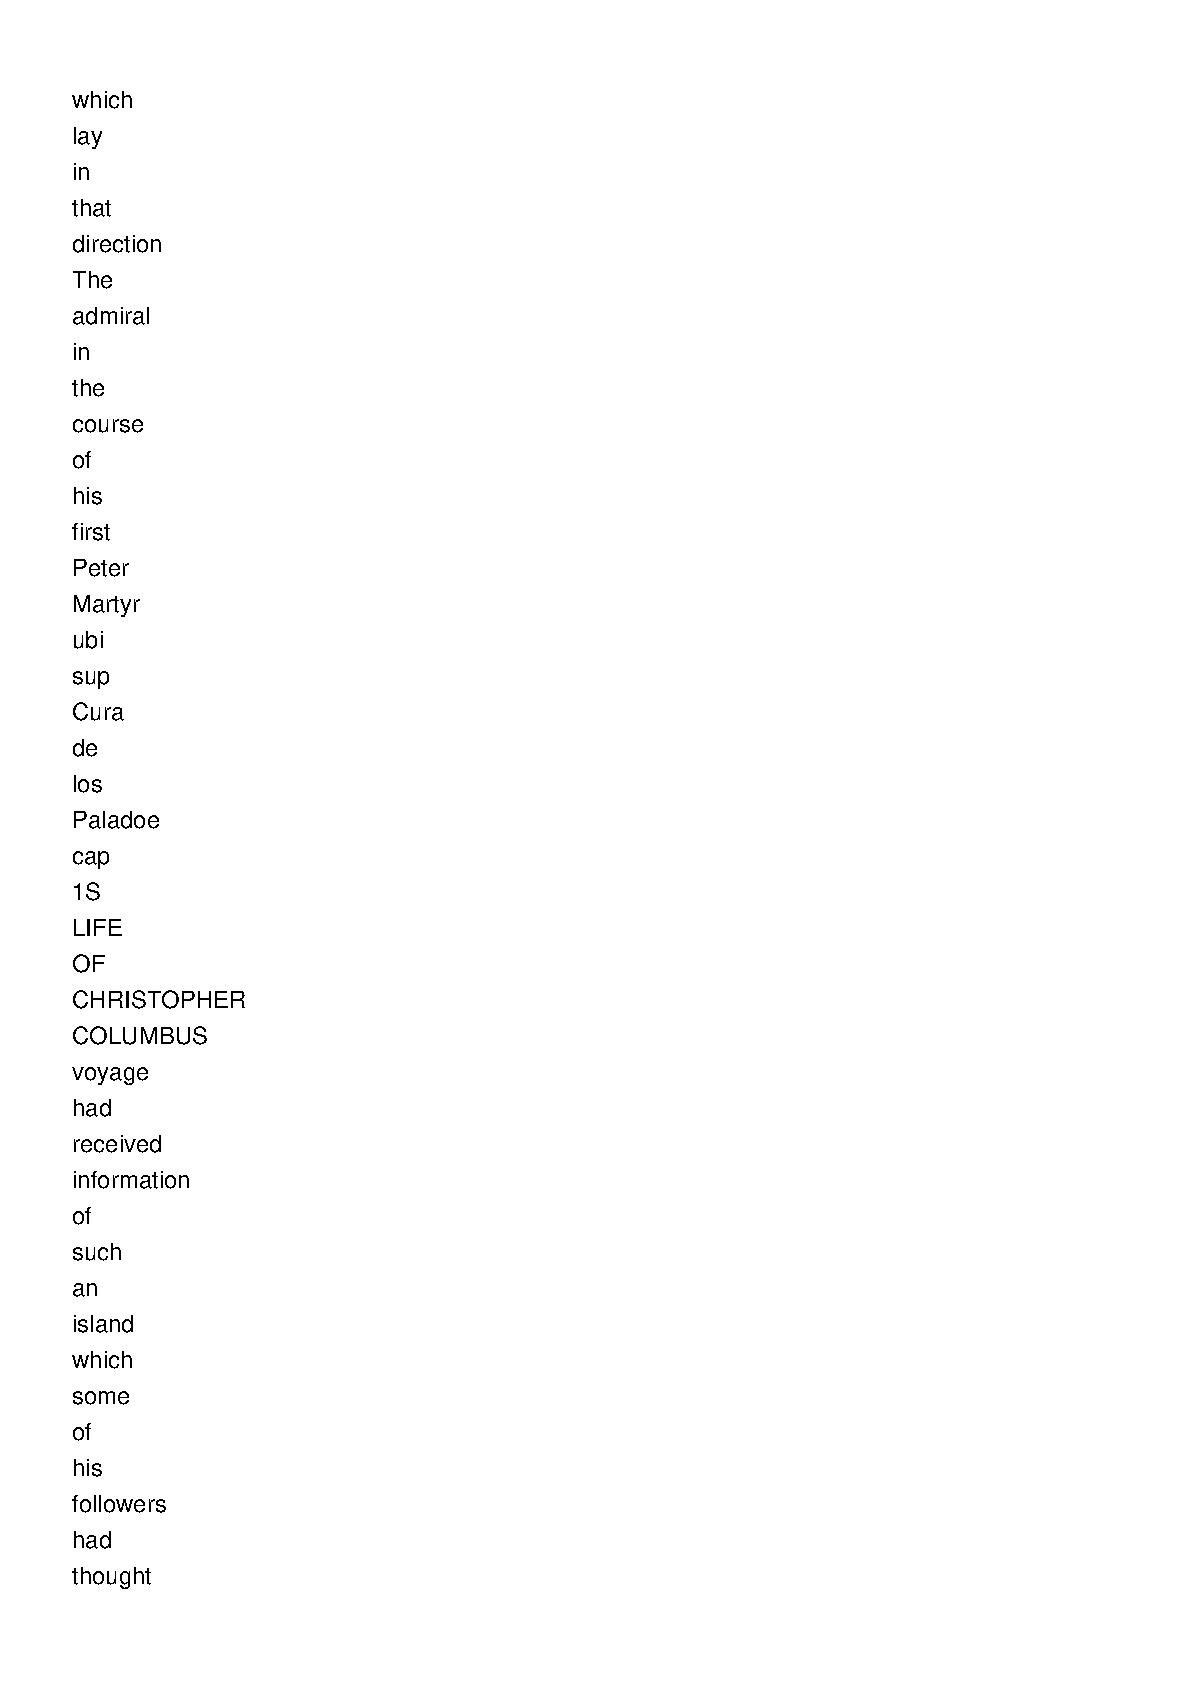 which
lay
in
that
direction
The
admiral
in
the
course
of
his
first
Peter
Martyr
ubi
sup
Cura
de
los
Paladoe
cap
1S
LIFE
OF
CHRISTOPHER
COLUMBUS
voyage
had
received
information
of
such
an
island
which
some
of
his
followers
had
thought